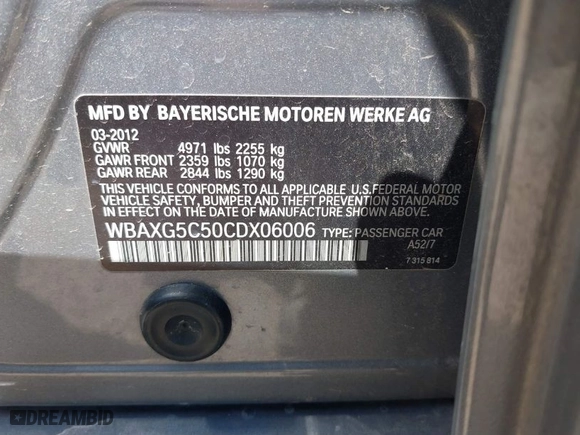 MFD BY BAYERISCHE MOTOREN WERKE AG
03-2012
GVWR 4971 lbs 2255 kg
GAWR FRONT 2359 lbs 1070 kg
GAWR REAR 2844 lbs 1290 kg
THIS VEHICLE CONFORMS TO ALL APPLICABLE U.S.FEDERAL MOTOR
VEHICLE SAFETY, BUMPER AND THEFT PREVENTION STANDARDS
IN EFFECT ON THE DATE OF MANUFACTURE SHOWN ABOVE.
WBAXG5C50CDX06006 TYPE: PASSENGER CAR
A52/7
7 315 814
DREAMBID